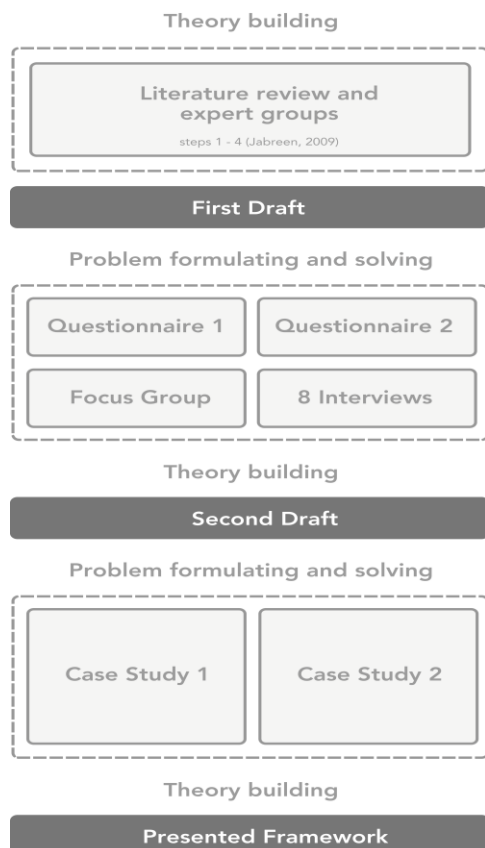 Theory building
Literature review and
expert groups
steps 1 - 4 (Jabreen, 2009)
First Draft
Problem formulating and solving
Questionnaire 1
Questionnaire 2
Focus Group
8 Interviews
Theory building
Second Draft
Problem formulating and solving
Case Study 1
Case Study 2
Theory building
Presented Framework